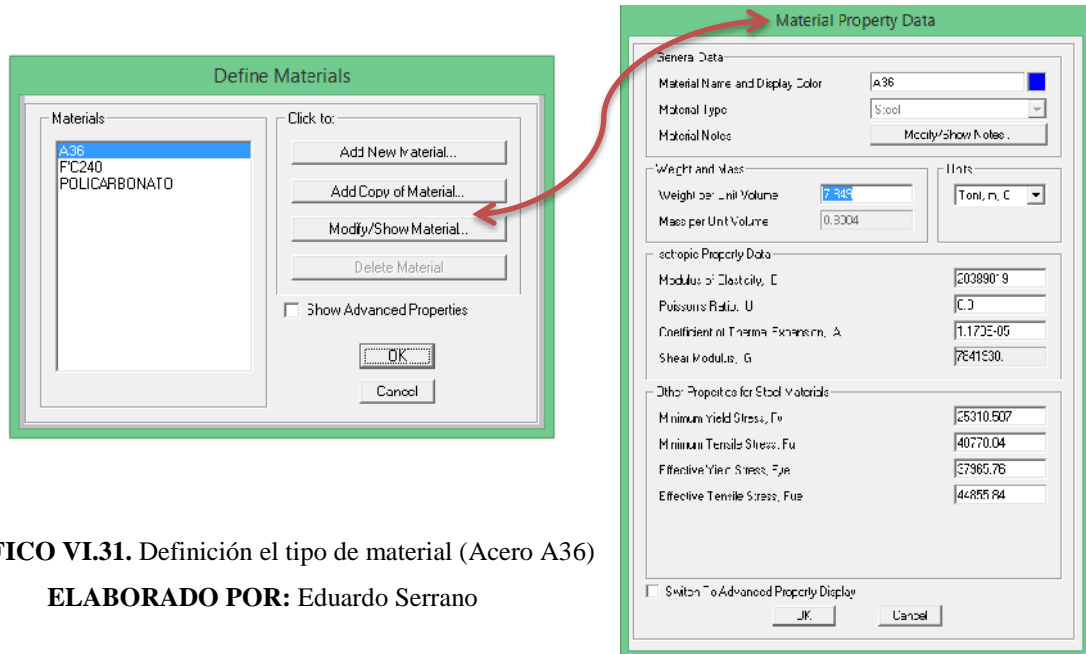 Define Materials
Materials
A36
F'C240
POLICARBONATO
Click to:
Add New Material...
Add Copy of Material...
Modify/Show Material...
Delete Material
Show Advanced Properties
OK
Cancel
FICO VI.31. Definición el tipo de material (Acero A36)
ELABORADO POR: Eduardo Serrano
Material Property Data
General Data
Material Name and Display Color A36
Material Type Steel
Material Notes Modify/Show Notes...
Weight and Mass
Weight per Unit Volume 7.849
Mass per Unit Volume 0.8004
Units
Tonf, m, C
Isotropic Property Data
Modulus of Elasticity, E
Poisson's Ratio, U
Coefficient of Thermal Expansion, A 1.170E-05
Shear Modulus, G
Other Properties for Steel Materials
Minimum Yield Stress, Fy 25310.507
Minimum Tensile Stress, Fu 40770.04
Effective Yield Stress, Fye 37965.76
Effective Tensile Stress, Fue 44855.84
Switch To Advanced Property Display
OK
Cancel